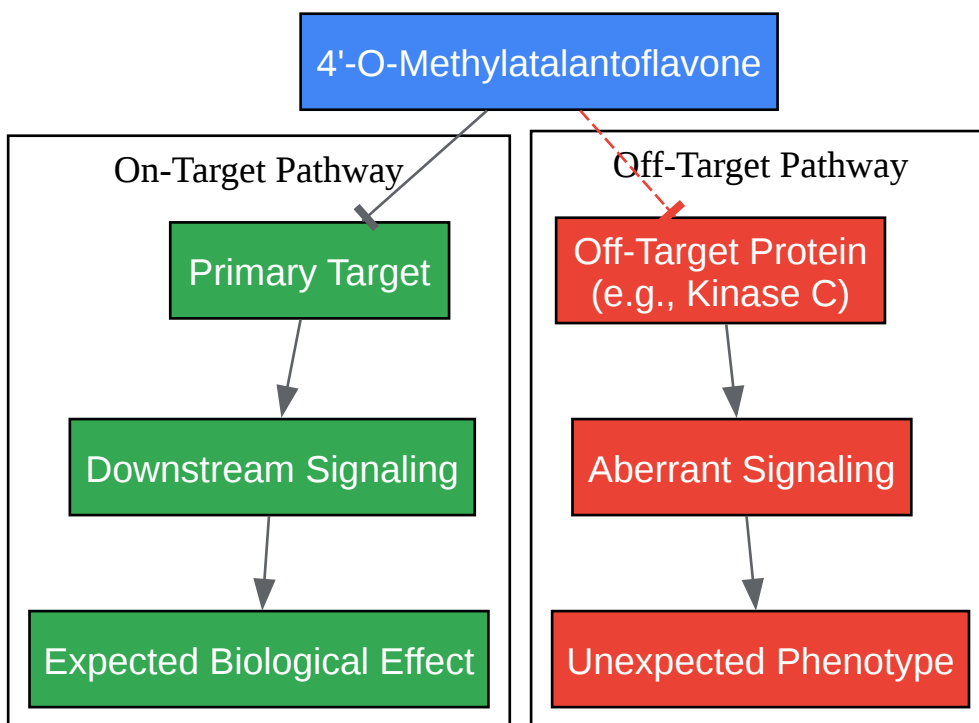 4'-O-Methylatalantoflavone
On-Target Pathway
Primary Target
Downstream Signaling
Expected Biological Effect
Off-Target Pathway
Off-Target Protein
(e.g., Kinase C)
Aberrant Signaling
Unexpected Phenotype